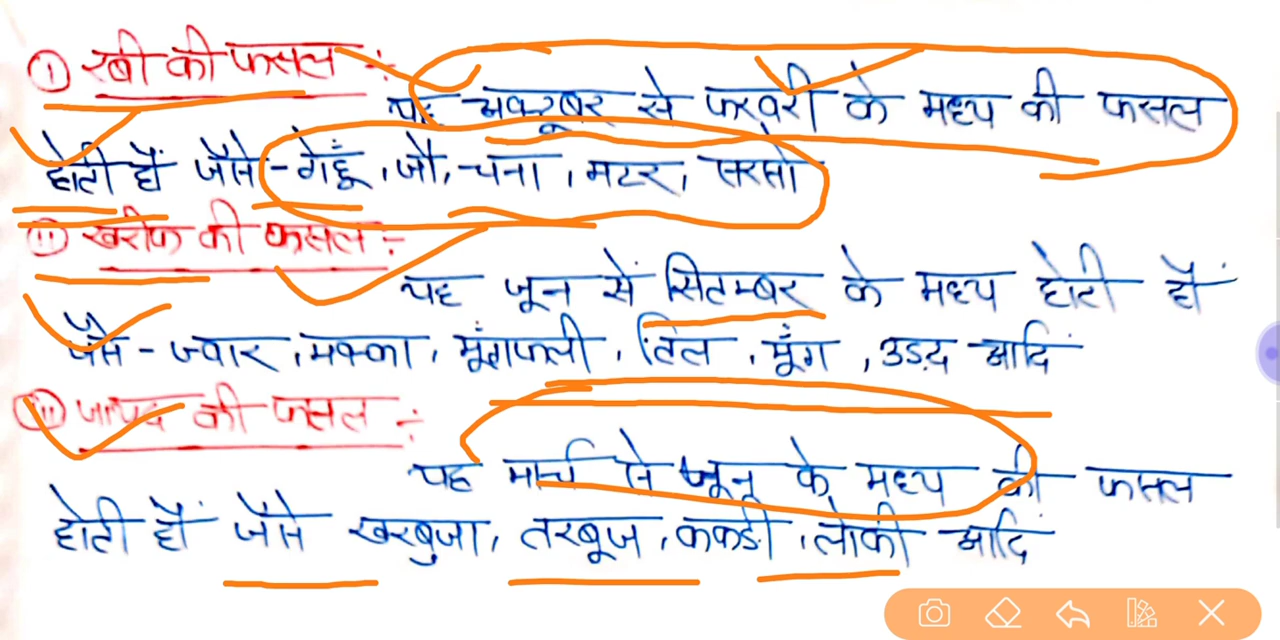 (i) रबी की फसल :-
यह अक्टूबर से फरवरी के मध्य की फसल
होती हैं जैसे - गेहूँ, जौ, चना, मटर, सरसो
(ii) खरीफ की फसल :-
यह जून सें सितम्बर के मध्य होती हैं
जैसे - ज्वार, मक्का, मूंगफली, तिल, मूँग, उड़द आदि
(iii) जायद की फसल :-
यह मार्च से जून के मध्य की फसल
होती हैं जैसे खरबुजा, तरबूज, ककडी, लोकी आदि